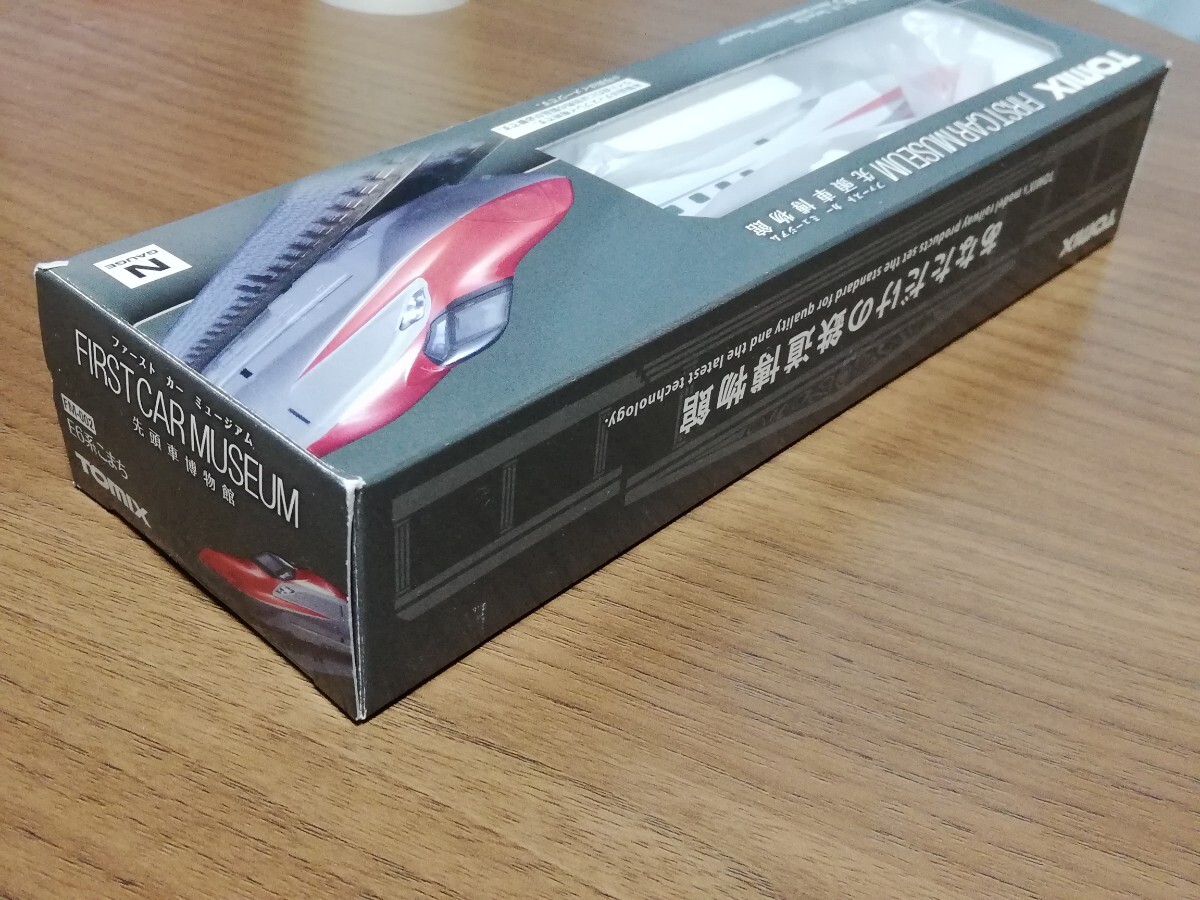 N
GAUGE
ファースト カー ミュージアム
FIRST CAR MUSEUM
先頭車博物館
FM-002
E6系こまち
TOMIX
TOMIX FIRST CAR MUSEUM 先頭車博物館
ファースト カー ミュージアム
TOMIX
TOMIX's model railway products set the standard for quality and the latest technology.
あなただけの鉄道博物館